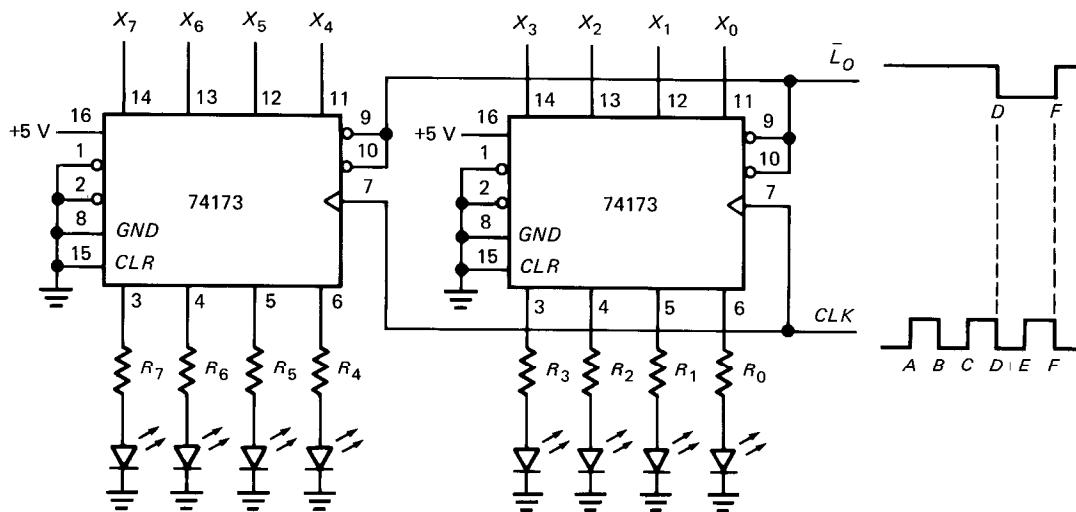 X7 X6 X5 X4
X3 X2 X1 X0
L̄O
14 13 12 11
14 13 12 11
D F
16 9
+5 V
16 9
+5 V
1 10
1 10
2 7
2 7
74173
74173
8 GND
8 GND
15 CLR
15 CLR
3 4 5 6
3 4 5 6
CLK
A B C D E F
R7 R6 R5 R4
R3 R2 R1 R0